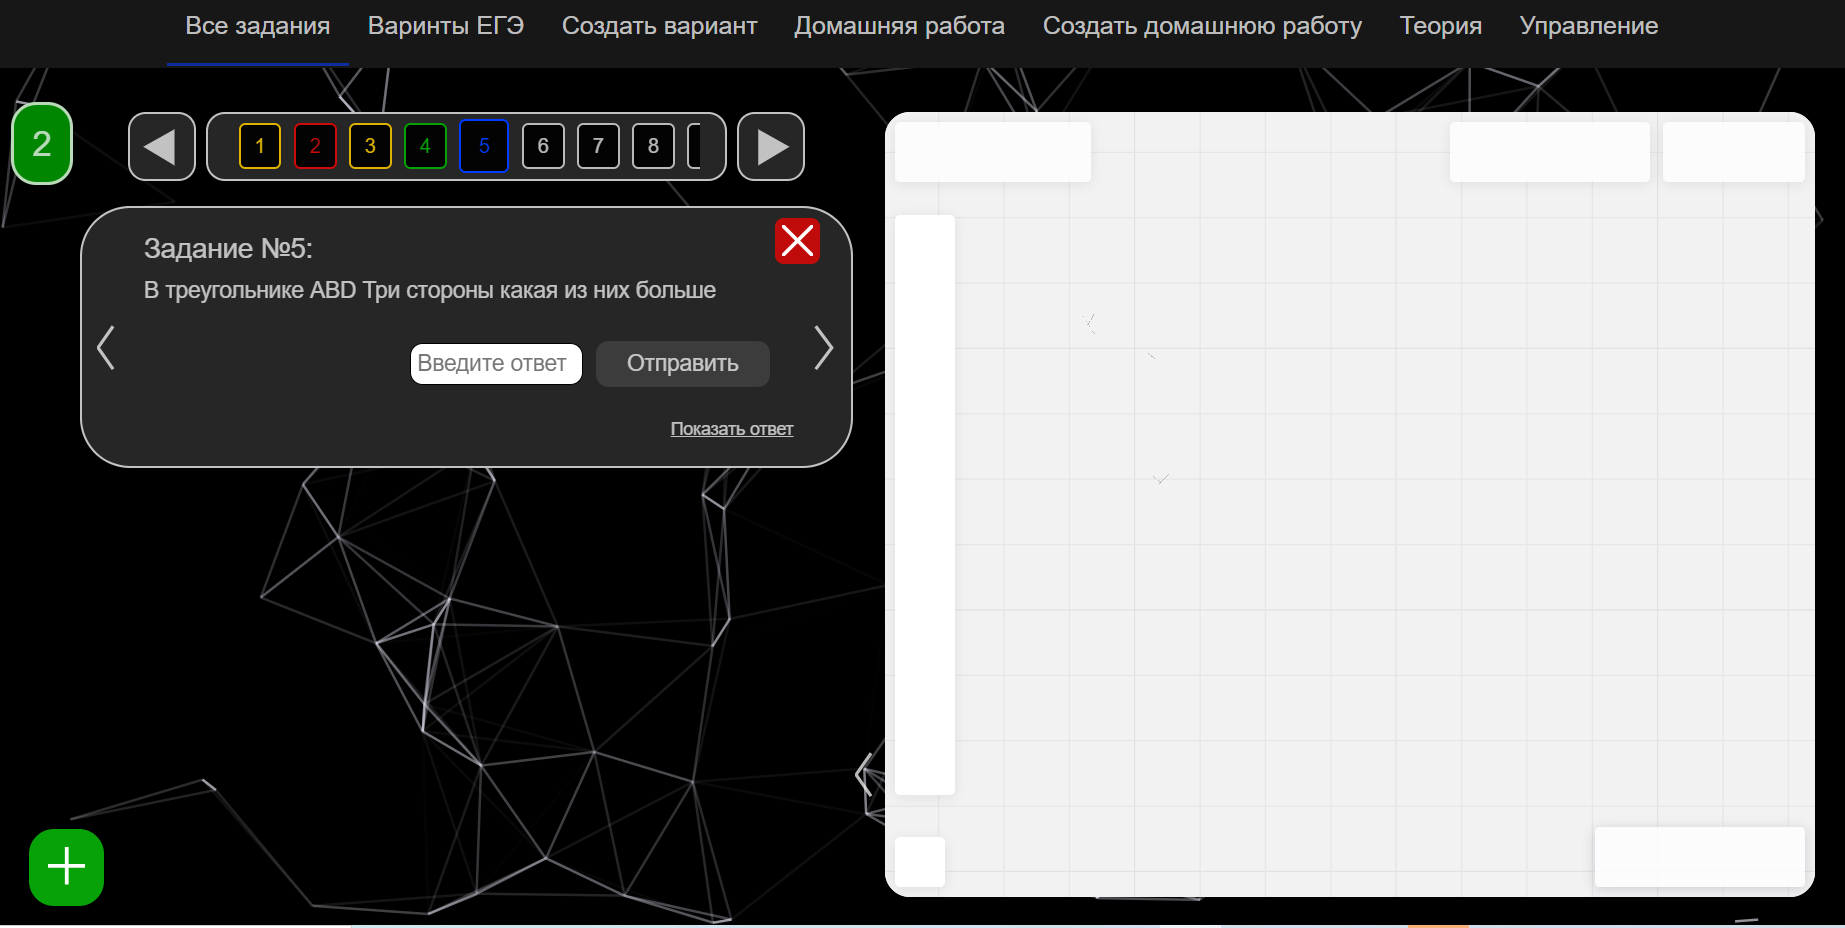 Все задания Варинты ЕГЭ Создать вариант Домашняя работа Создать домашнюю работу Теория Управление
2
1 2 3 4 5 6 7 8
Задание №5:
В треугольнике ABD Три стороны какая из них больше
Введите ответ Отправить
Показать ответ